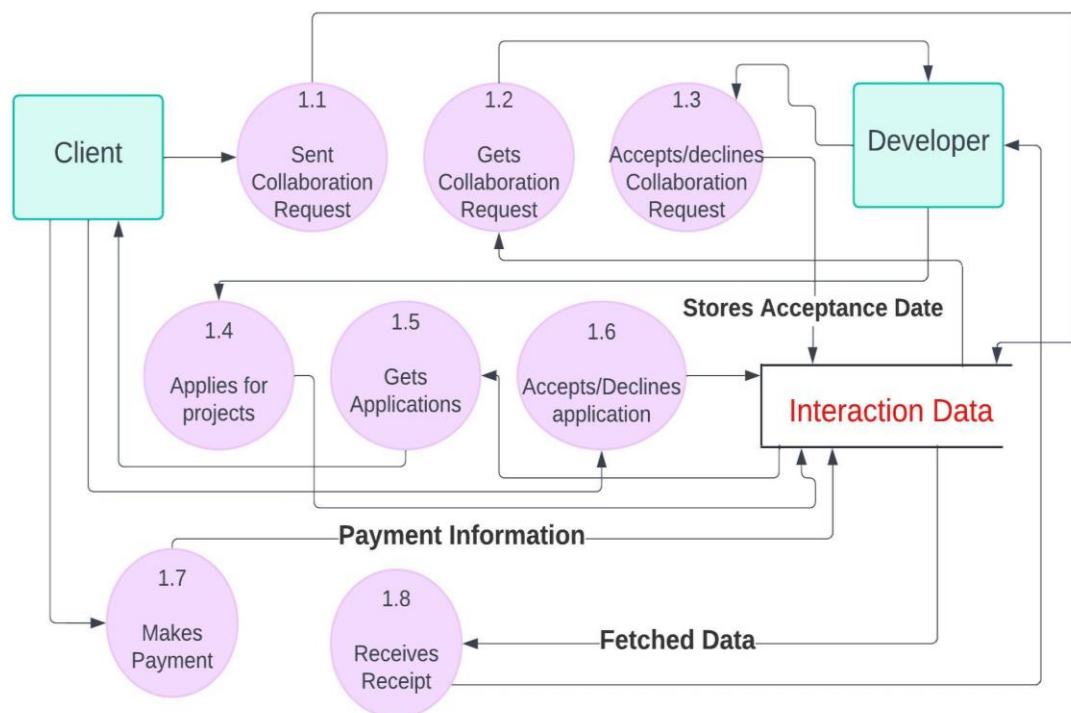 Client
1.1
Sent
Collaboration
Request
1.2
Gets
Collaboration
Request
1.3
Accepts/declines
Collaboration
Request
Developer
Stores Acceptance Date
1.4
Applies for
projects
1.5
Gets
Applications
1.6
Accepts/Declines
application
Interaction Data
Payment Information
1.7
Makes
Payment
1.8
Receives
Receipt
Fetched Data